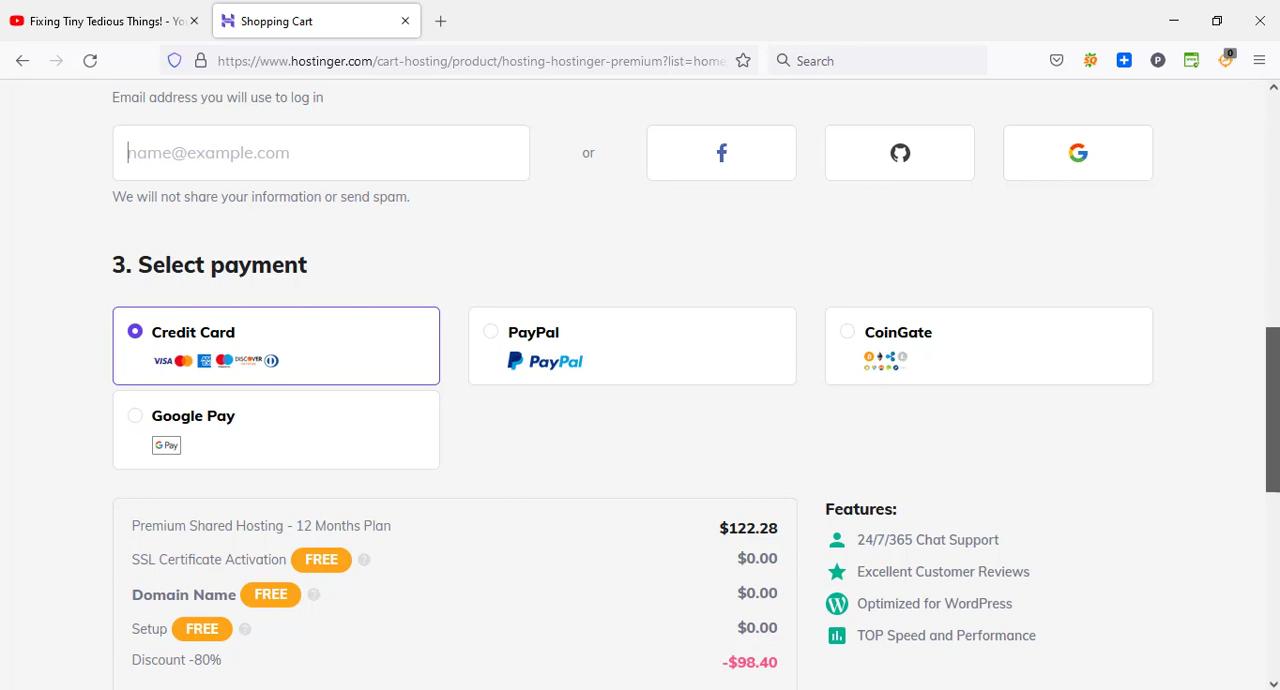 Fixing Tiny Tedious Things! - Yo
Shopping Cart
https://www.hostinger.com/cart-hosting/product/hosting-hostinger-premium?list=home
Search
0
Email address you will use to log in
name@example.com
or
We will not share your information or send spam.
3. Select payment
Credit Card
PayPal
CoinGate
VISA
DISCOVER
PayPal
Google Pay
G Pay
Premium Shared Hosting - 12 Months Plan
$122.28
Features:
SSL Certificate Activation FREE ?
$0.00
24/7/365 Chat Support
Domain Name FREE ?
$0.00
Excellent Customer Reviews
Optimized for WordPress
Setup FREE ?
$0.00
TOP Speed and Performance
Discount -80%
-$98.40